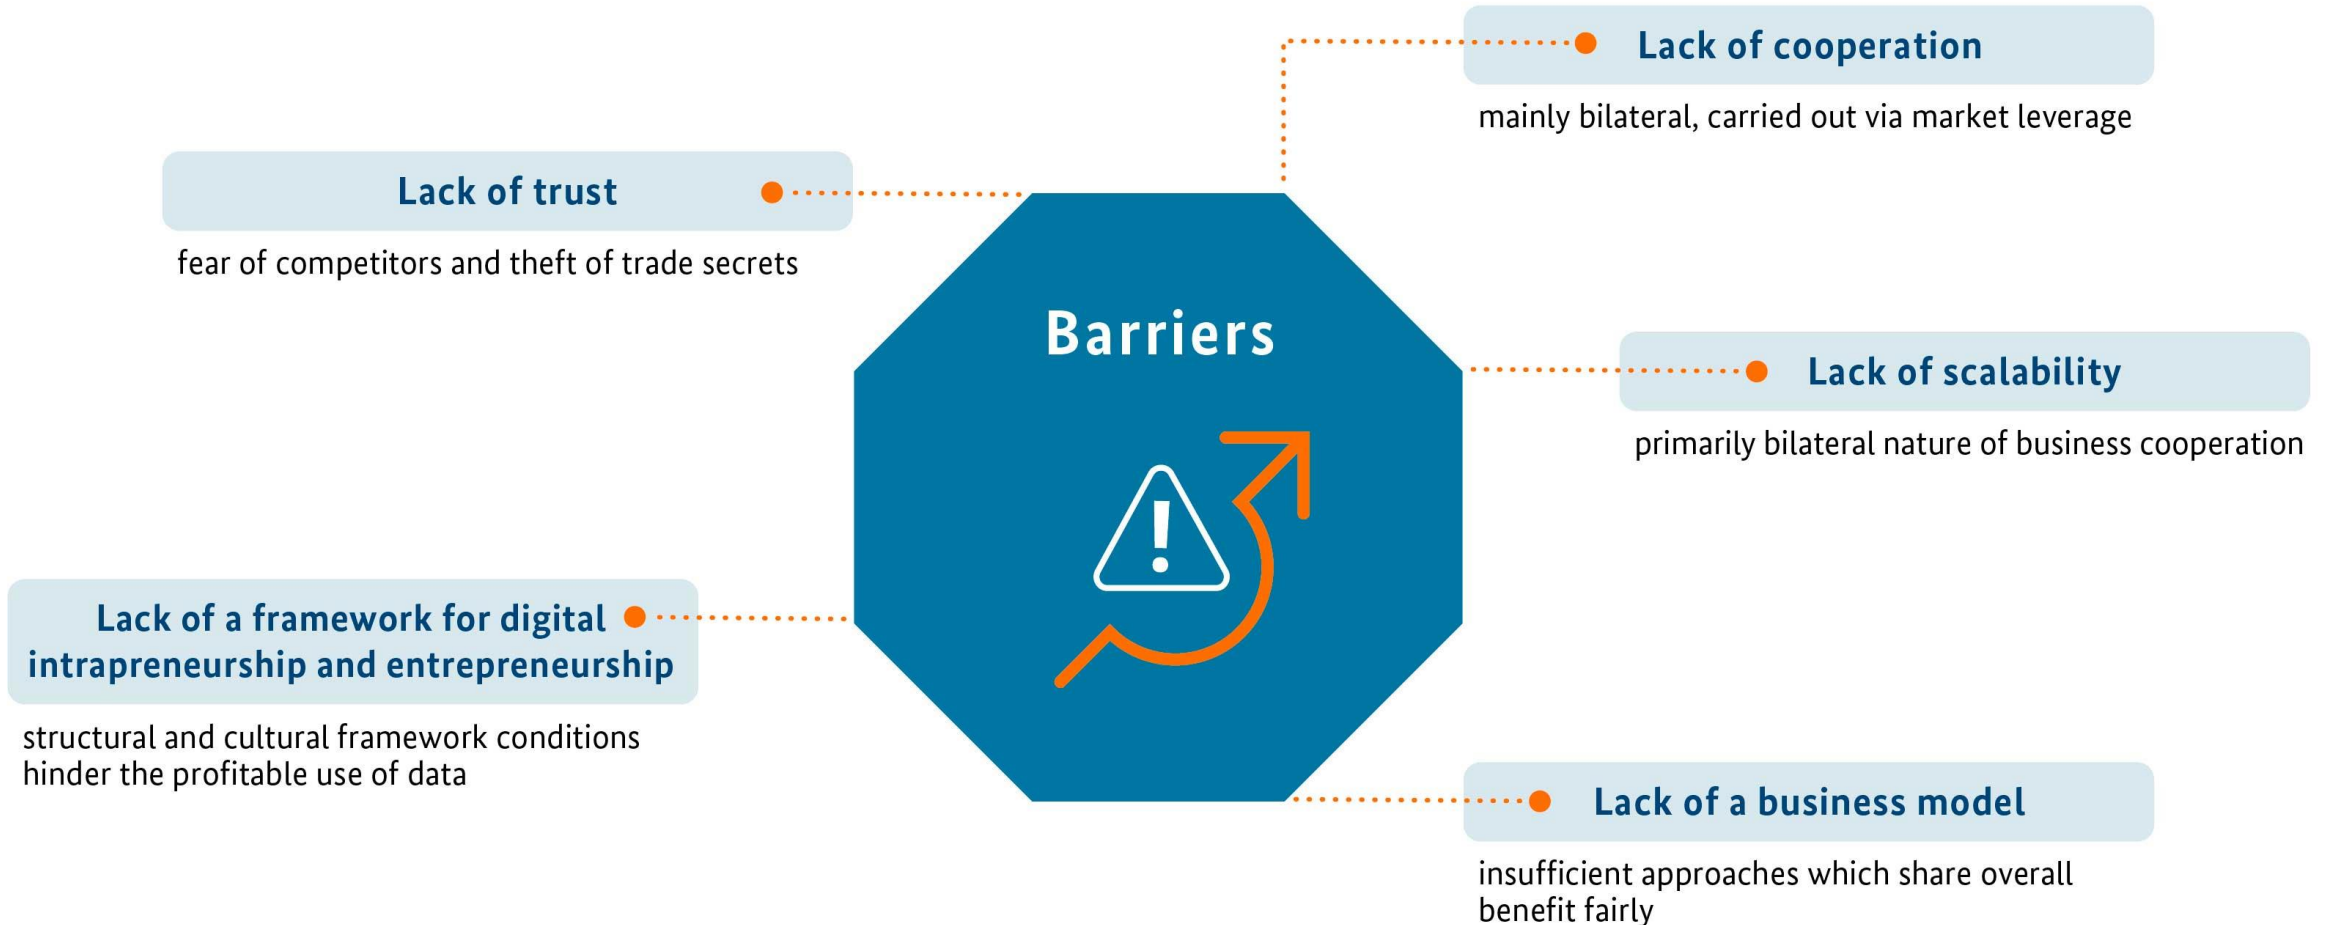 Lack of cooperation
mainly bilateral, carried out via market leverage
Lack of trust
fear of competitors and theft of trade secrets
Barriers
!
Lack of scalability
primarily bilateral nature of business cooperation
Lack of a framework for digital
intrapreneurship and entrepreneurship
structural and cultural framework conditions
hinder the profitable use of data
Lack of a business model
insufficient approaches which share overall
benefit fairly